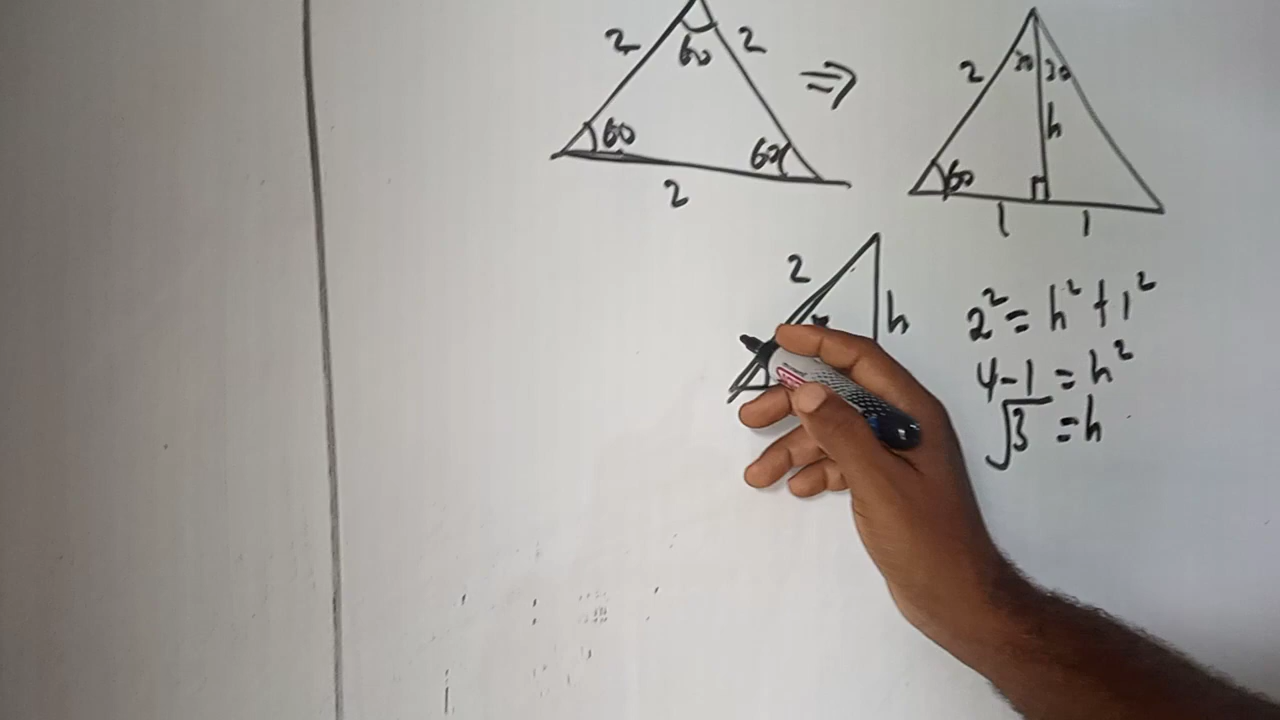 2 60 2
60 60
2
⇒
2 30 30
h
60
1 1
2
h
2² = h² + 1²
4-1 = h²
√3 = h